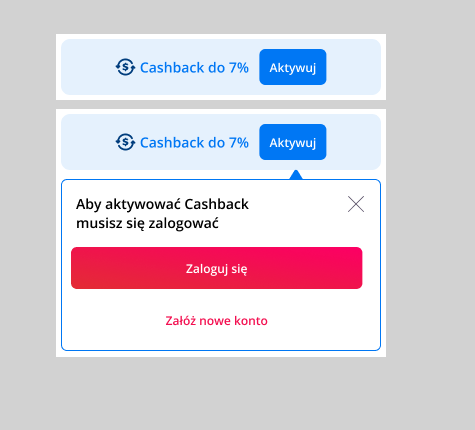 Cashback do 7% Aktywuj
Cashback do 7% Aktywuj
Aby aktywować Cashback
musisz się zalogować
Zaloguj się
Załóż nowe konto